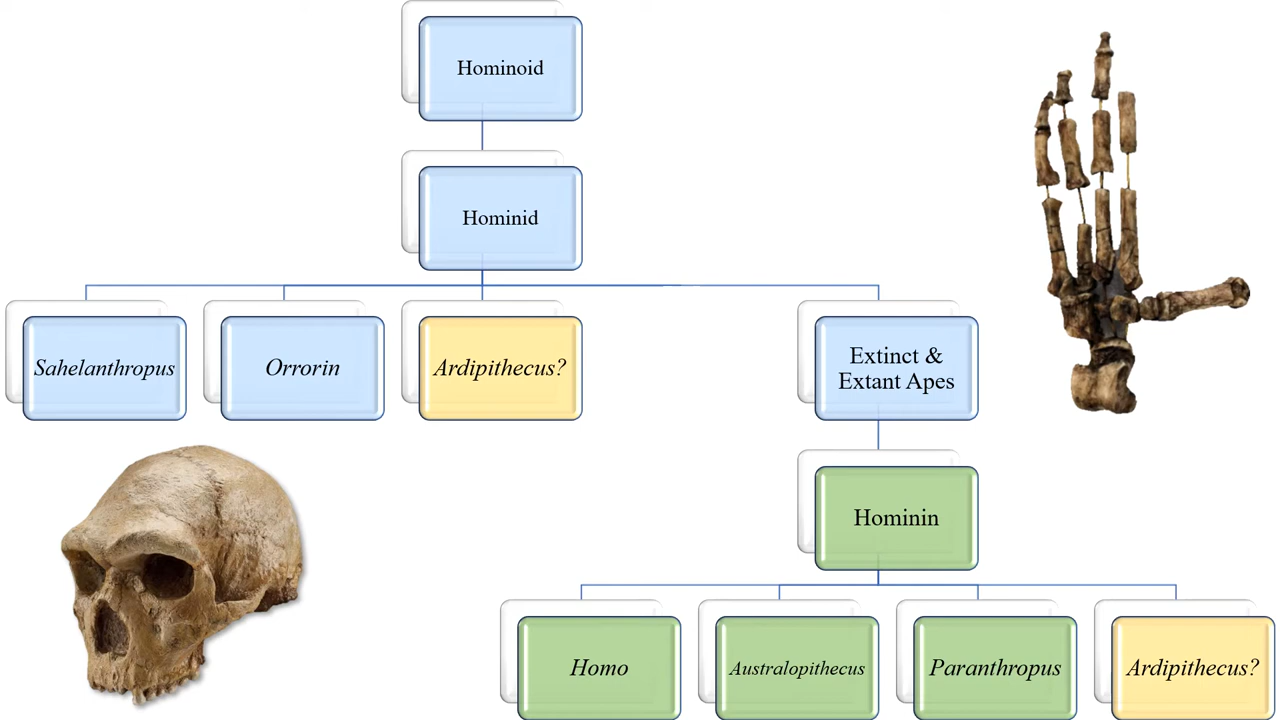 Hominoid
Hominid
Sahelanthropus
Orrorin
Ardipithecus?
Extinct &
Extant Apes
Hominin
Homo
Australopithecus
Paranthropus
Ardipithecus?